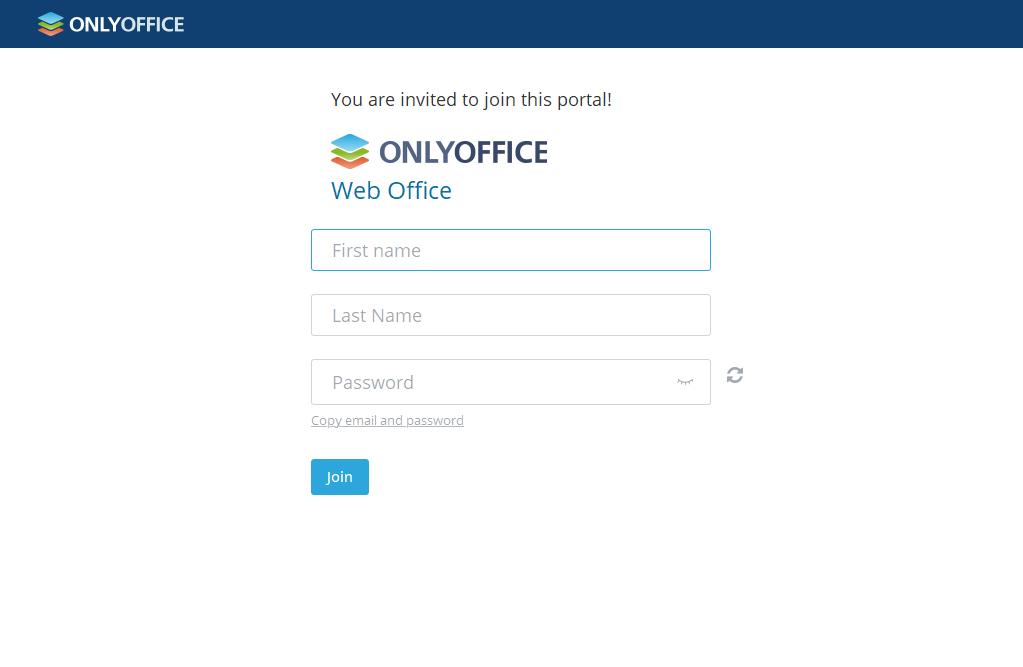 ONLYOFFICE
You are invited to join this portal!
ONLYOFFICE
Web Office
First name
Last Name
Password
Copy email and password
Join